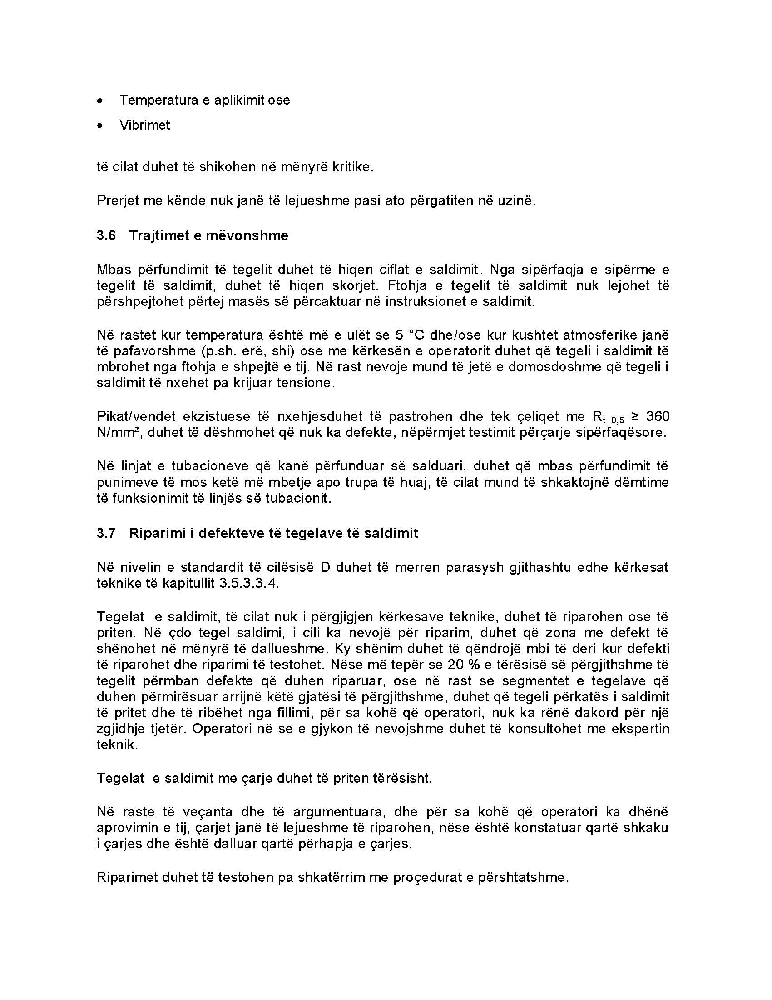 • Temperatura e aplikimit ose
• Vibrimet
të cilat duhet të shikohen në mënyrë kritike.
Prerjet me kënde nuk janë të lejueshme pasi ato përgatiten në uzinë.
3.6 Trajtimet e mëvonshme
Mbas përfundimit të tegelit duhet të hiqen ciflat e saldimit. Nga sipërfaqja e sipërme e
tegelit të saldimit, duhet të hiqen skorjet. Ftohja e tegelit të saldimit nuk lejohet të
përshpejtohet përtej masës së përcaktuar në instruksionet e saldimit.
Në rastet kur temperatura është më e ulët se 5 °C dhe/ose kur kushtet atmosferike janë
të pafavorshme (p.sh. erë, shi) ose me kërkesën e operatorit duhet që tegeli i saldimit të
mbrohet nga ftohja e shpejtë e tij. Në rast nevoje mund të jetë e domosdoshme që tegeli i
saldimit të nxehet pa krijuar tensione.
Pikat/vendet ekzistuese të nxehjesduhet të pastrohen dhe tek çeliqet me Rt 0,5 ≥ 360
N/mm², duhet të dëshmohet që nuk ka defekte, nëpërmjet testimit përçarje sipërfaqësore.
Në linjat e tubacioneve që kanë përfunduar së salduari, duhet që mbas përfundimit të
punimeve të mos ketë më mbetje apo trupa të huaj, të cilat mund të shkaktojnë dëmtime
të funksionimit të linjës së tubacionit.
3.7 Riparimi i defekteve të tegelave të saldimit
Në nivelin e standardit të cilësisë D duhet të merren parasysh gjithashtu edhe kërkesat
teknike të kapitullit 3.5.3.3.4.
Tegelat e saldimit, të cilat nuk i përgjigjen kërkesave teknike, duhet të riparohen ose të
priten. Në çdo tegel saldimi, i cili ka nevojë për riparim, duhet që zona me defekt të
shënohet në mënyrë të dallueshme. Ky shënim duhet të qëndrojë mbi të deri kur defekti
të riparohet dhe riparimi të testohet. Nëse më tepër se 20 % e tërësisë së përgjithshme të
tegelit përmban defekte që duhen riparuar, ose në rast se segmentet e tegelave që
duhen përmirësuar arrijnë këtë gjatësi të përgjithshme, duhet që tegeli përkatës i saldimit
të pritet dhe të ribëhet nga fillimi, për sa kohë që operatori, nuk ka rënë dakord për një
zgjidhje tjetër. Operatori në se e gjykon të nevojshme duhet të konsultohet me ekspertin
teknik.
Tegelat e saldimit me çarje duhet të priten tërësisht.
Në raste të veçanta dhe të argumentuara, dhe për sa kohë që operatori ka dhënë
aprovimin e tij, çarjet janë të lejueshme të riparohen, nëse është konstatuar qartë shkaku
i çarjes dhe është dalluar qartë përhapja e çarjes.
Riparimet duhet të testohen pa shkatërrim me proçedurat e përshtatshme.